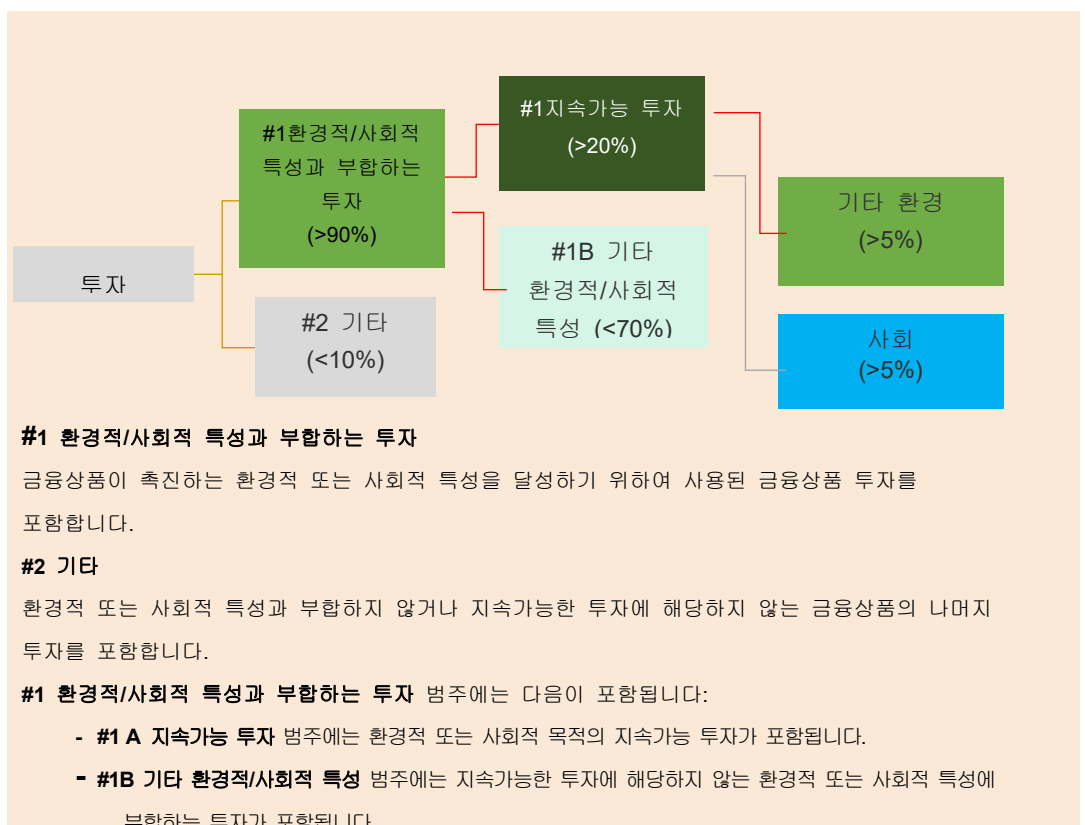 #1환경적/사회적
특성과 부합하는
투자
(>90%)
#1지속가능 투자
(>20%)
기타 환경
(>5%)
투자
#1B 기타
환경적/사회적
특성 (<70%)
#2 기타
(<10%)
사회
(>5%)
#1 환경적/사회적 특성과 부합하는 투자
금융상품이 촉진하는 환경적 또는 사회적 특성을 달성하기 위하여 사용된 금융상품 투자를
포함합니다.
#2 기타
환경적 또는 사회적 특성과 부합하지 않거나 지속가능한 투자에 해당하지 않는 금융상품의 나머지
투자를 포함합니다.
#1 환경적/사회적 특성과 부합하는 투자 범주에는 다음이 포함됩니다:
- #1 A 지속가능 투자 범주에는 환경적 또는 사회적 목적의 지속가능 투자가 포함됩니다.
- #1B 기타 환경적/사회적 특성 범주에는 지속가능한 투자에 해당하지 않는 환경적 또는 사회적 특성에
부합하는 투자가 포함됩니다